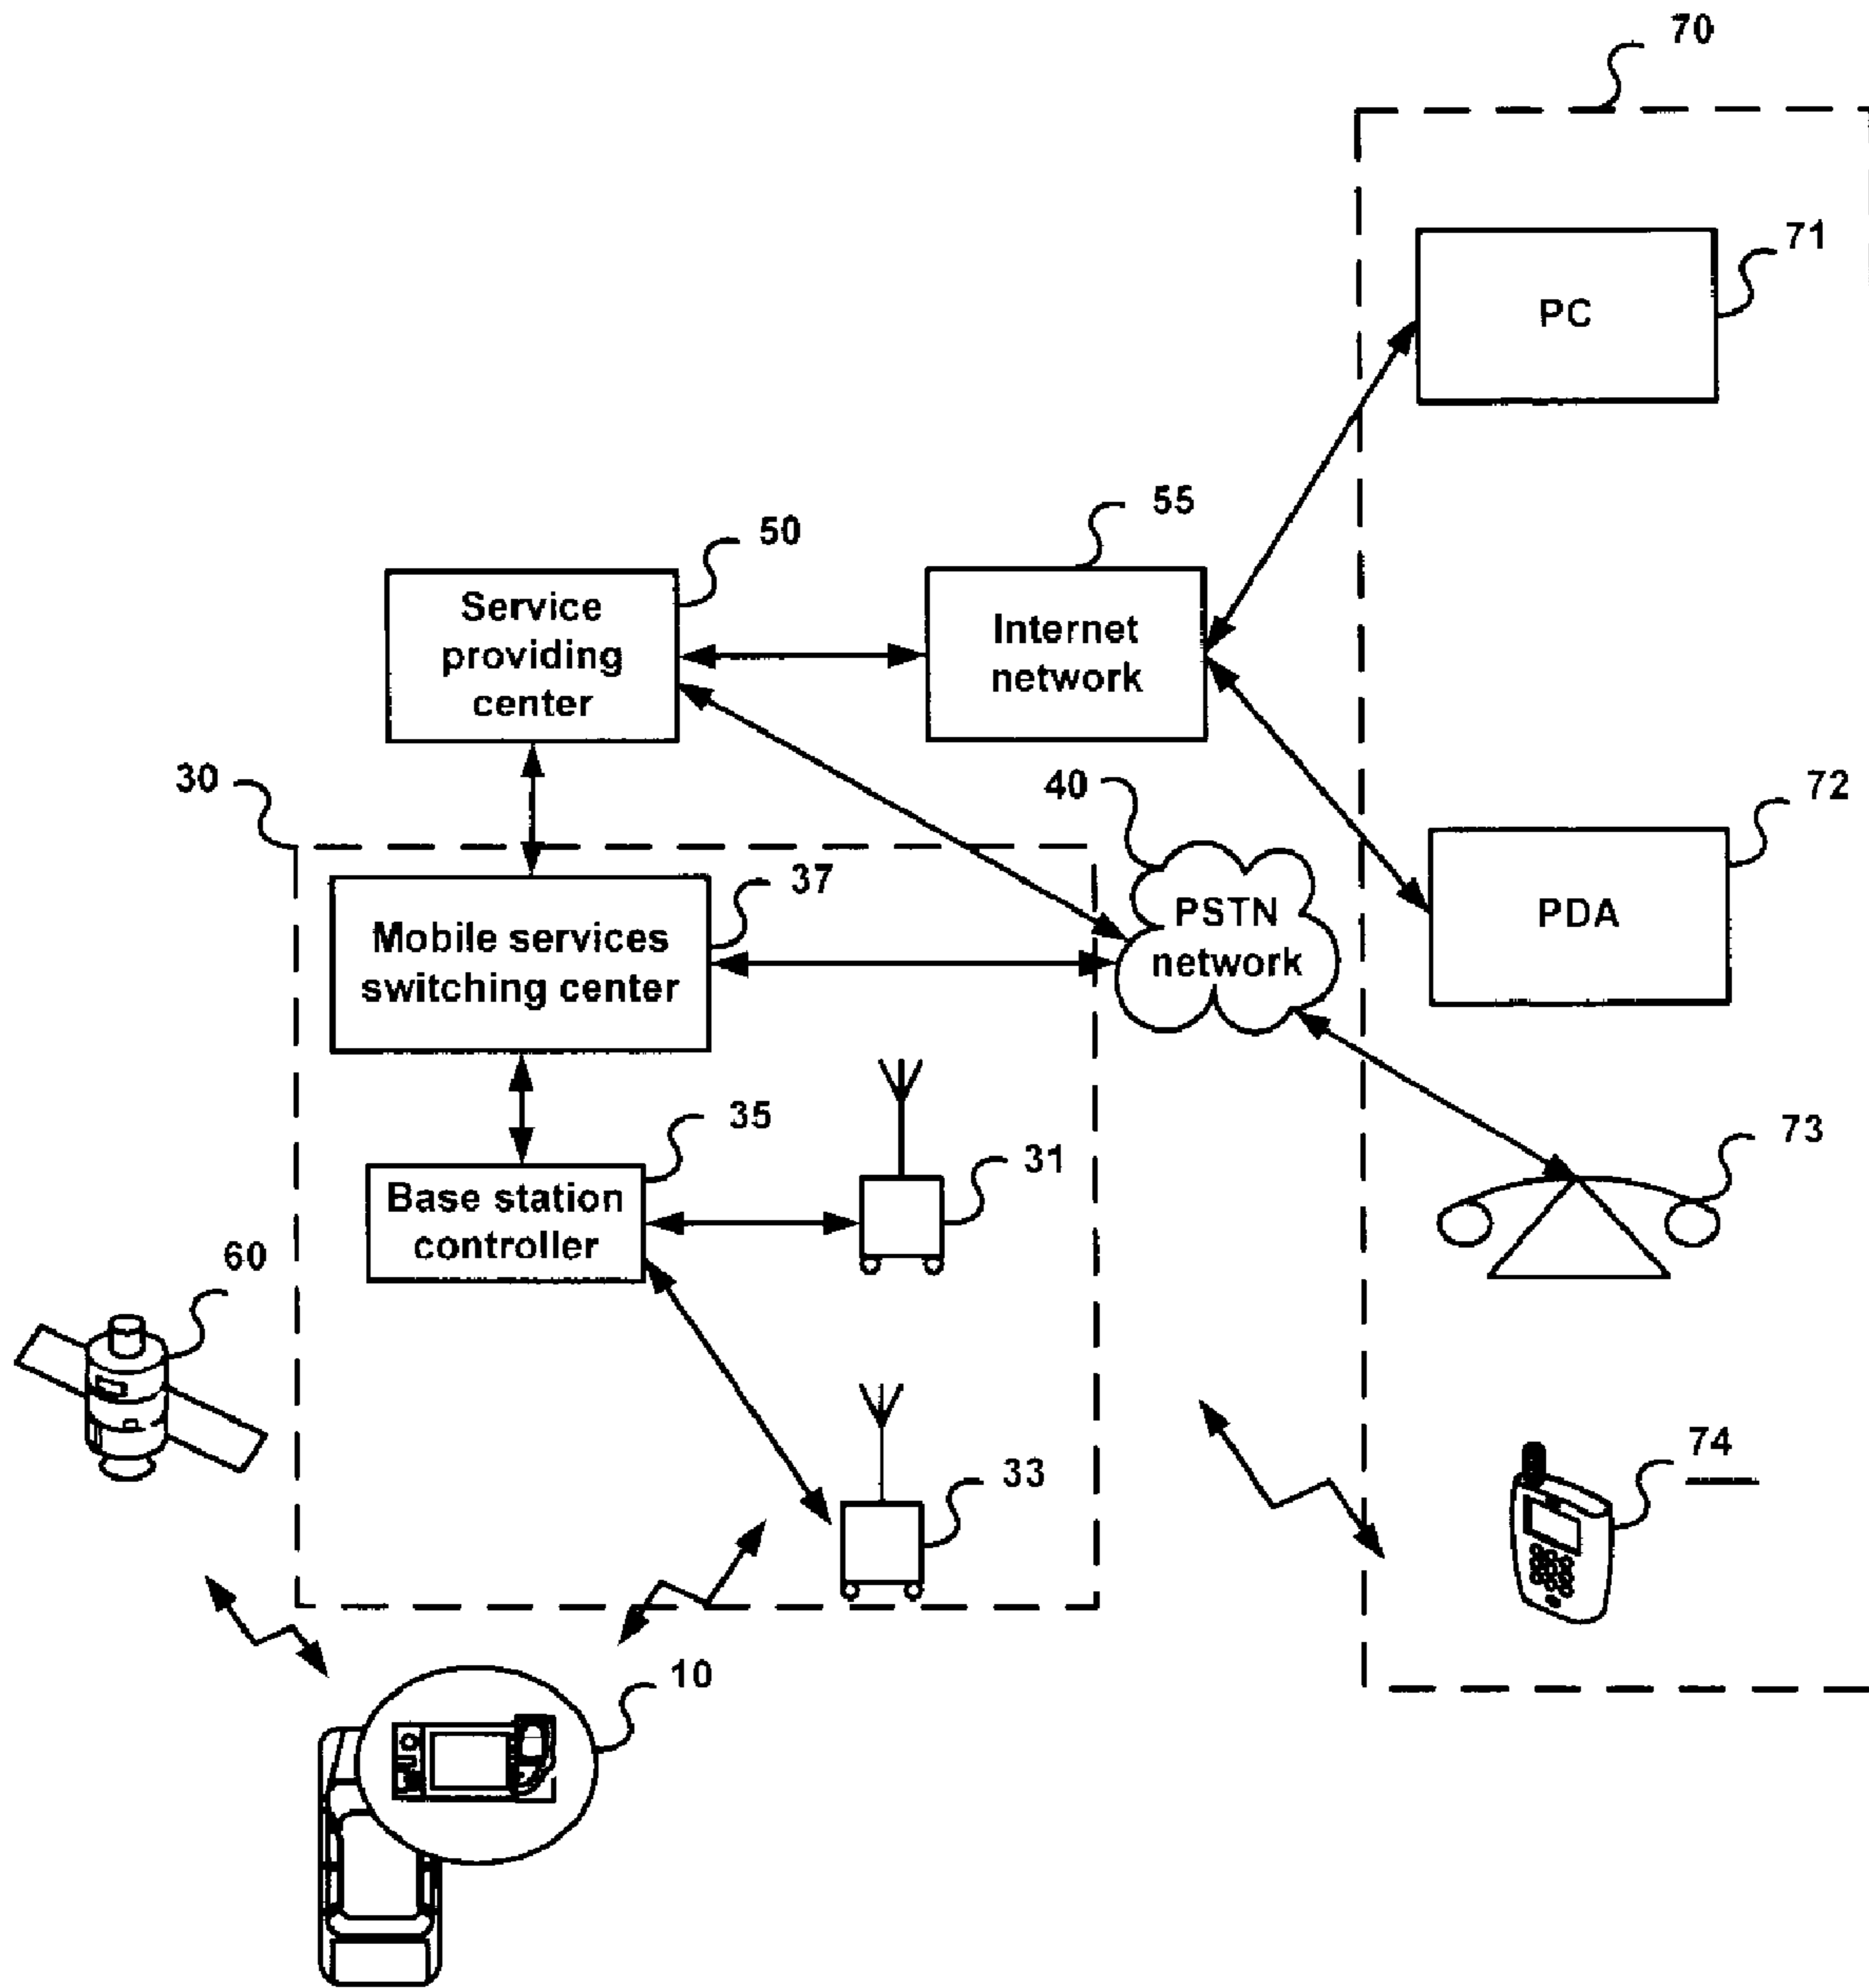 70
71
PC
55
50
Service
providing
center
Internet
network
30
40
72
37
PSTN
network
PDA
Mobile services
switching center
35
31
73
Base station
controller
60
74
33
10